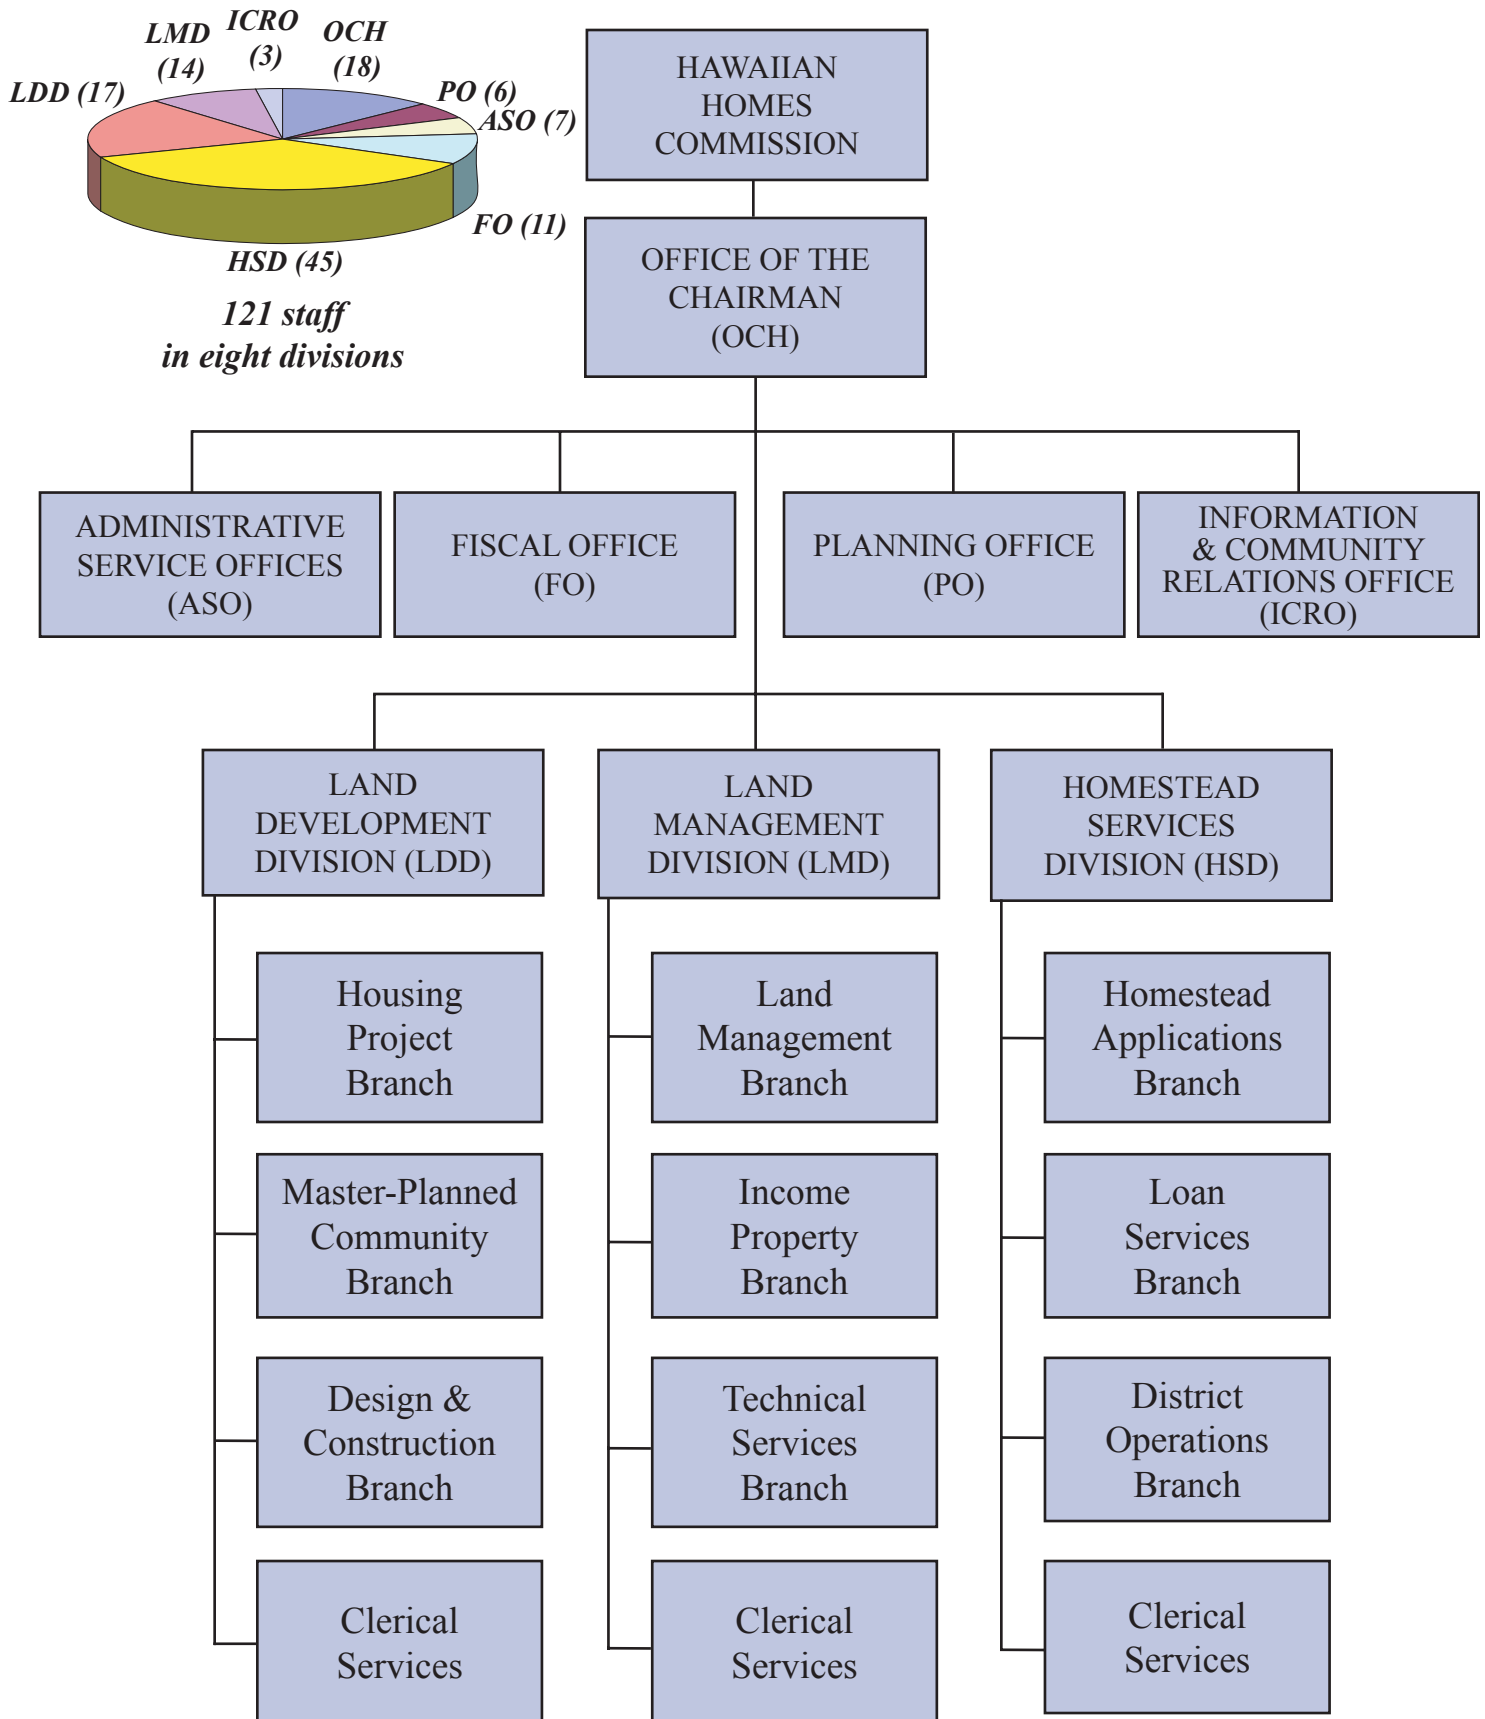 LMD
(14)
ICRO
(3)
OCH
(18)
LDD (17)
PO (6)
ASO (7)
FO (11)
HSD (45)
121 staff
in eight divisions
HAWAIIAN
HOMES
COMMISSION
OFFICE OF THE
CHAIRMAN
(OCH)
ADMINISTRATIVE
SERVICE OFFICES
(ASO)
FISCAL OFFICE
(FO)
PLANNING OFFICE
(PO)
INFORMATION
& COMMUNITY
RELATIONS OFFICE
(ICRO)
LAND
DEVELOPMENT
DIVISION (LDD)
LAND
MANAGEMENT
DIVISION (LMD)
HOMESTEAD
SERVICES
DIVISION (HSD)
Housing
Project
Branch
Land
Management
Branch
Homestead
Applications
Branch
Master-Planned
Community
Branch
Income
Property
Branch
Loan
Services
Branch
Design &
Construction
Branch
Technical
Services
Branch
District
Operations
Branch
Clerical
Services
Clerical
Services
Clerical
Services